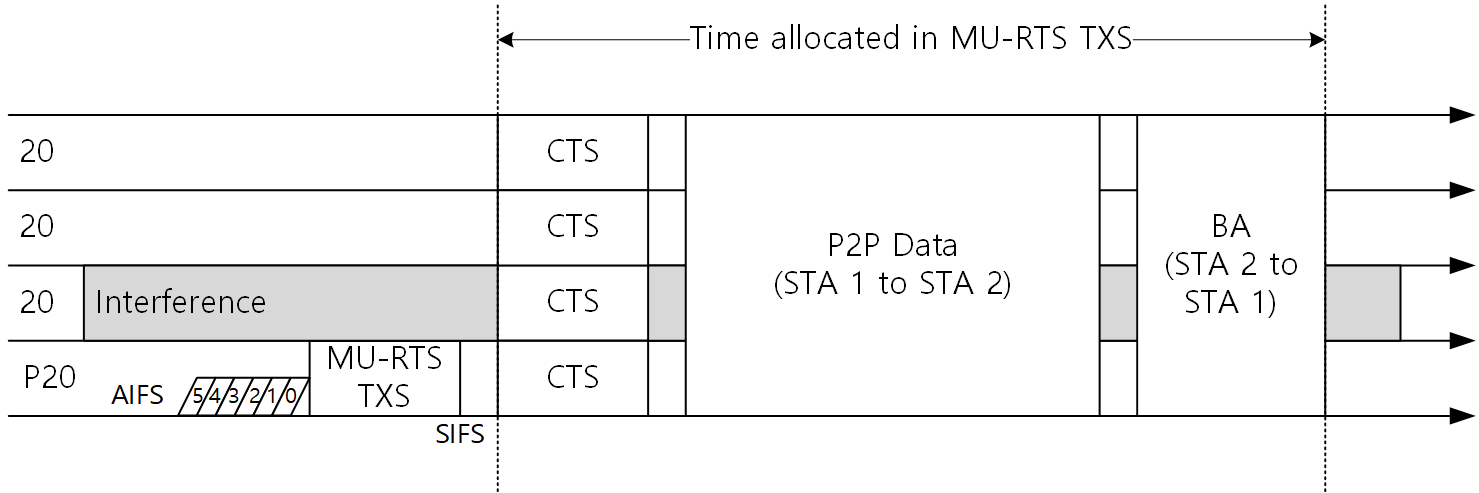 Time allocated in MU-RTS TXS
20
CTS
20
CTS
P2P Data
(STA 1 to STA 2)
BA
(STA 2 to
STA 1)
20
Interference
CTS
P20
AIFS
5 4 3 2 1 0
MU-RTS
TXS
SIFS
CTS